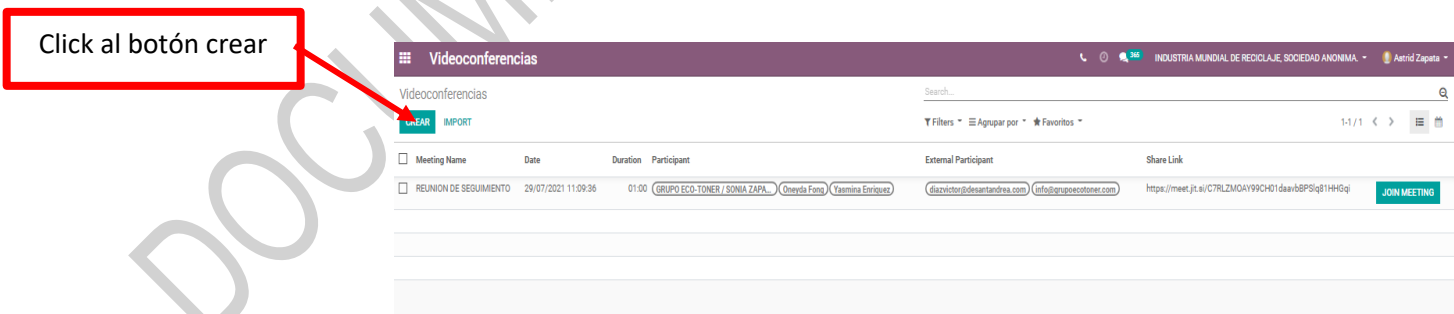 Click al botón crear
Videoconferencias
365 INDUSTRIA MUNDIAL DE RECICLAJE, SOCIEDAD ANONIMA. Astrid Zapata
Videoconferencias Search...
CREAR IMPORT Filters Agrupar por Favoritos 1-1 / 1
Meeting Name Date Duration Participant External Participant Share Link
REUNION DE SEGUIMIENTO 29/07/2021 11:09:36 01:00 GRUPO ECO-TONER / SONIA ZAPA... Oneyda Fong Yasmina Enriquez diazvictor@desantandrea.com info@grupoecotoner.com https://meet.jit.si/C7RLZMOAY99CH01daavbBPSlq81HHGqi JOIN MEETING
DOCUM